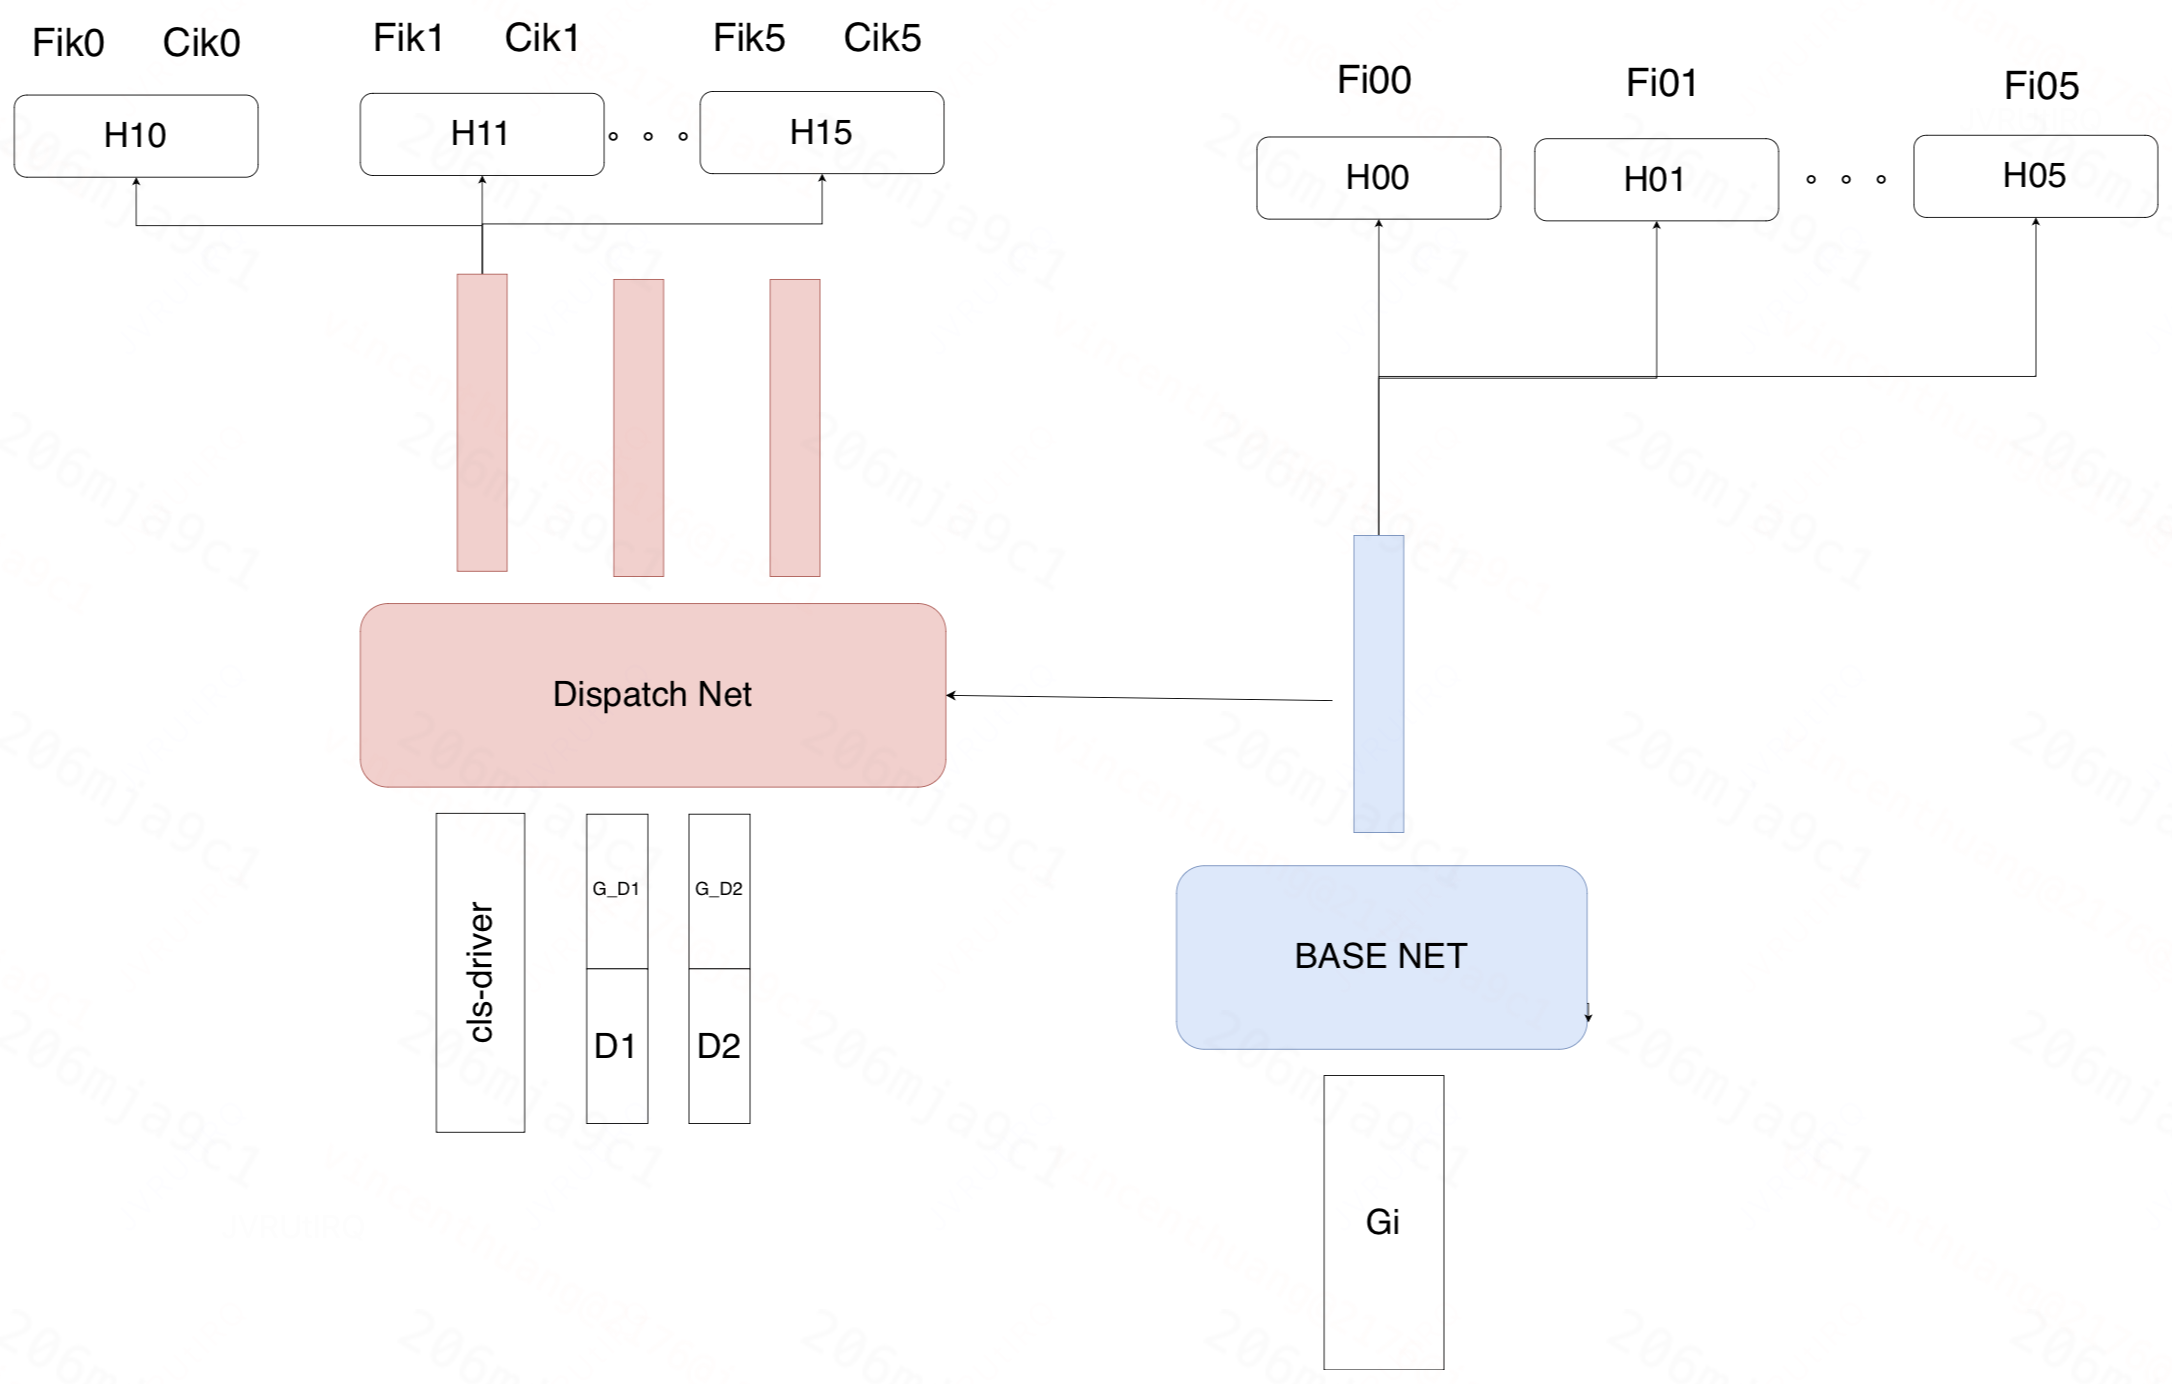 Fik0 Cik0 Fik1 Cik1 Fik5 Cik5
Fi00 Fi01 Fi05
H10 H11 H15
H00 H01 H05
Dispatch Net
cls-driver
G_D1 G_D2
D1 D2
BASE NET
Gi
206mja9c1